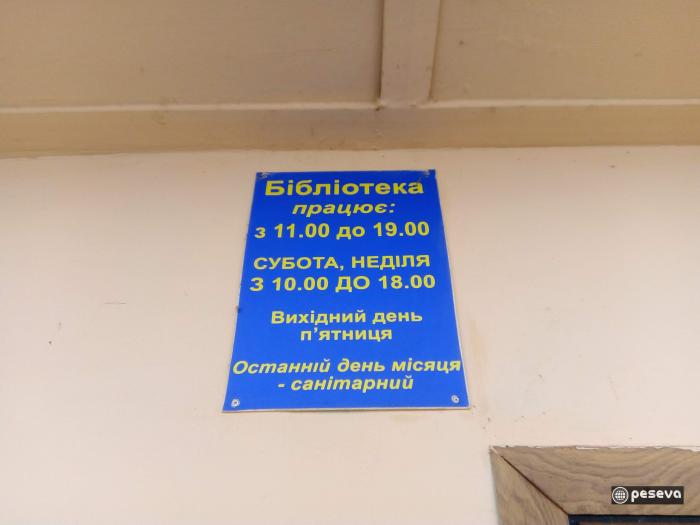 Бібліотека
працює:
з 11.00 до 19.00
СУБОТА, НЕДІЛЯ
З 10.00 ДО 18.00
Вихідний день
п'ятниця
Останній день місяця
- санітарний
peseva